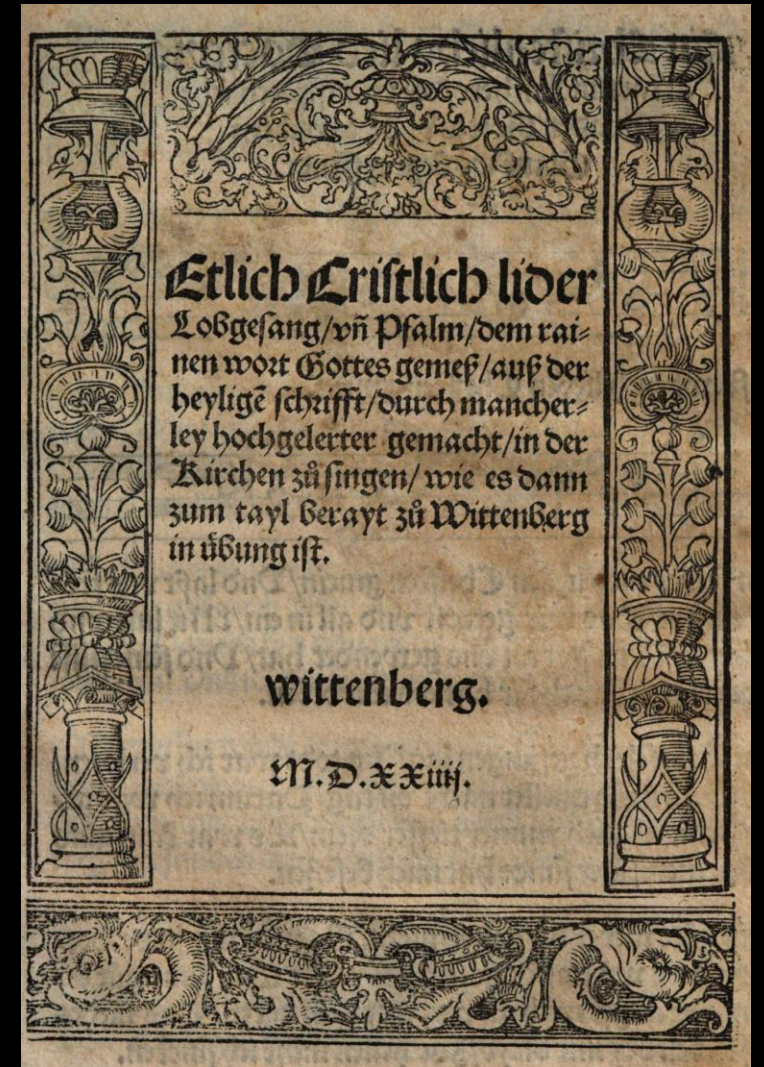 Etlich Cristlich lider
Lobgesang/vñ Psalm/dem rai⸗
nen wort Gottes gemeß/auß der
heyligẽ schrifft/durch mancher⸗
ley hochgelerter gemacht/in der
Kirchen zů singen/ wie es dann
zum tayl berayt zů Wittenberg
in übung ist.
wittenberg.
M.D.XXiiij.